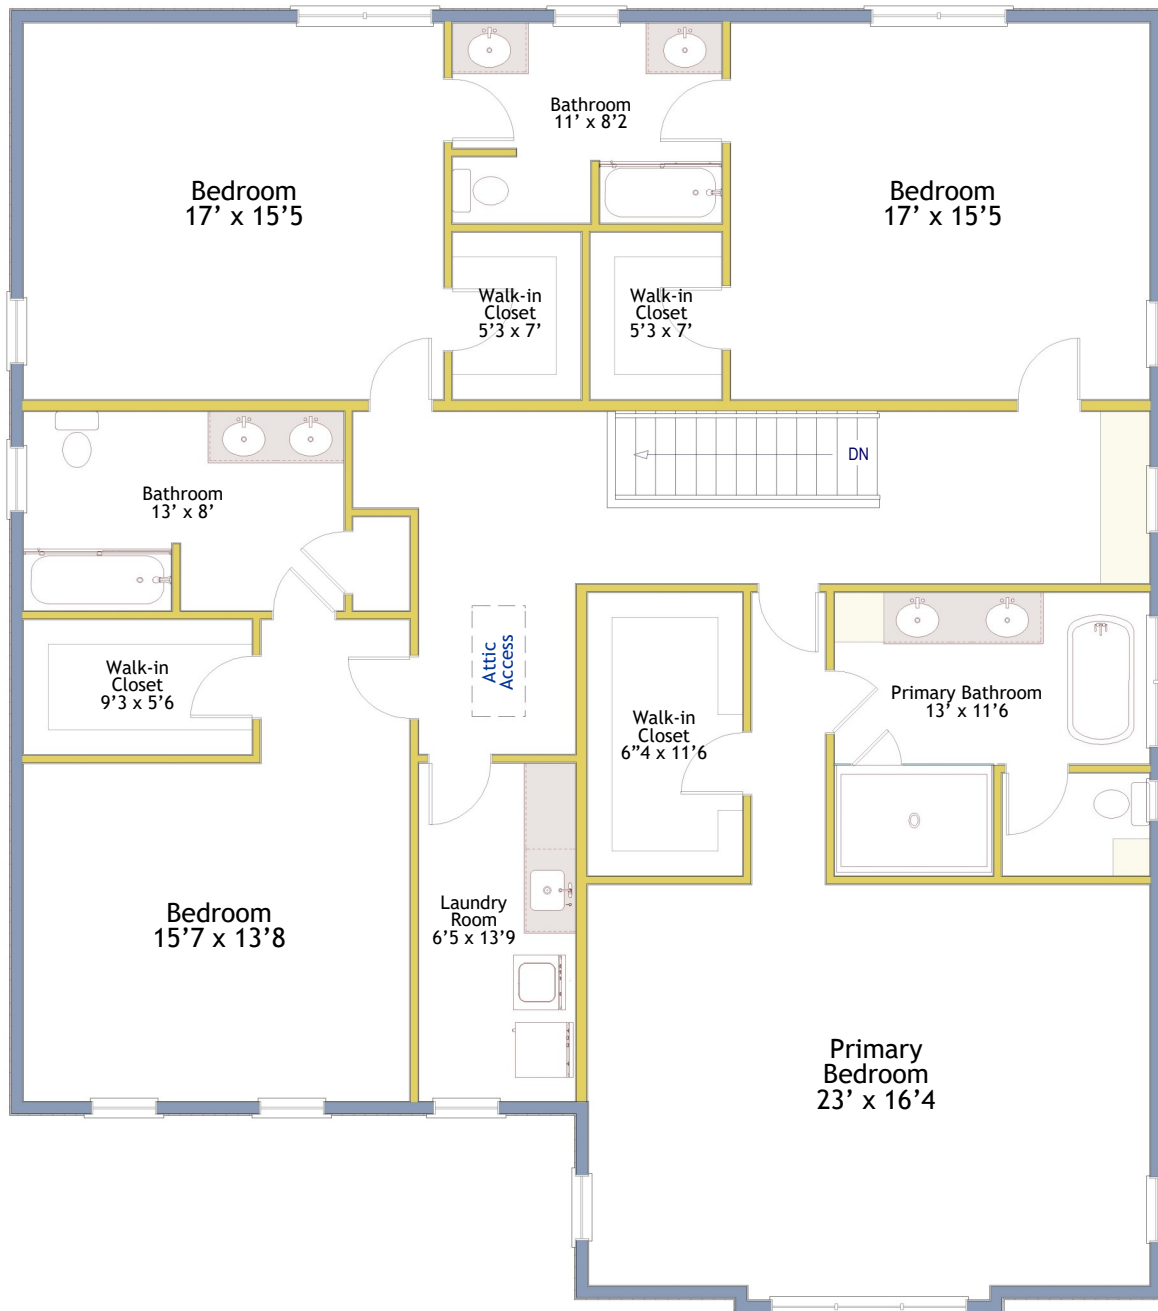 Bathroom
11’ x 8’2
Bedroom
17’ x 15’5
Bedroom
17’ x 15’5
Walk-in
Closet
5’3 x 7’
Walk-in
Closet
5’3 x 7’
DN
Bathroom
13’ x 8’
Attic
Access
Walk-in
Closet
9’3 x 5’6
Walk-in
Closet
6”4 x 11’6
Primary Bathroom
13’ x 11’6
Bedroom
15’7 x 13’8
Laundry
Room
6’5 x 13’9
Primary
Bedroom
23’ x 16’4